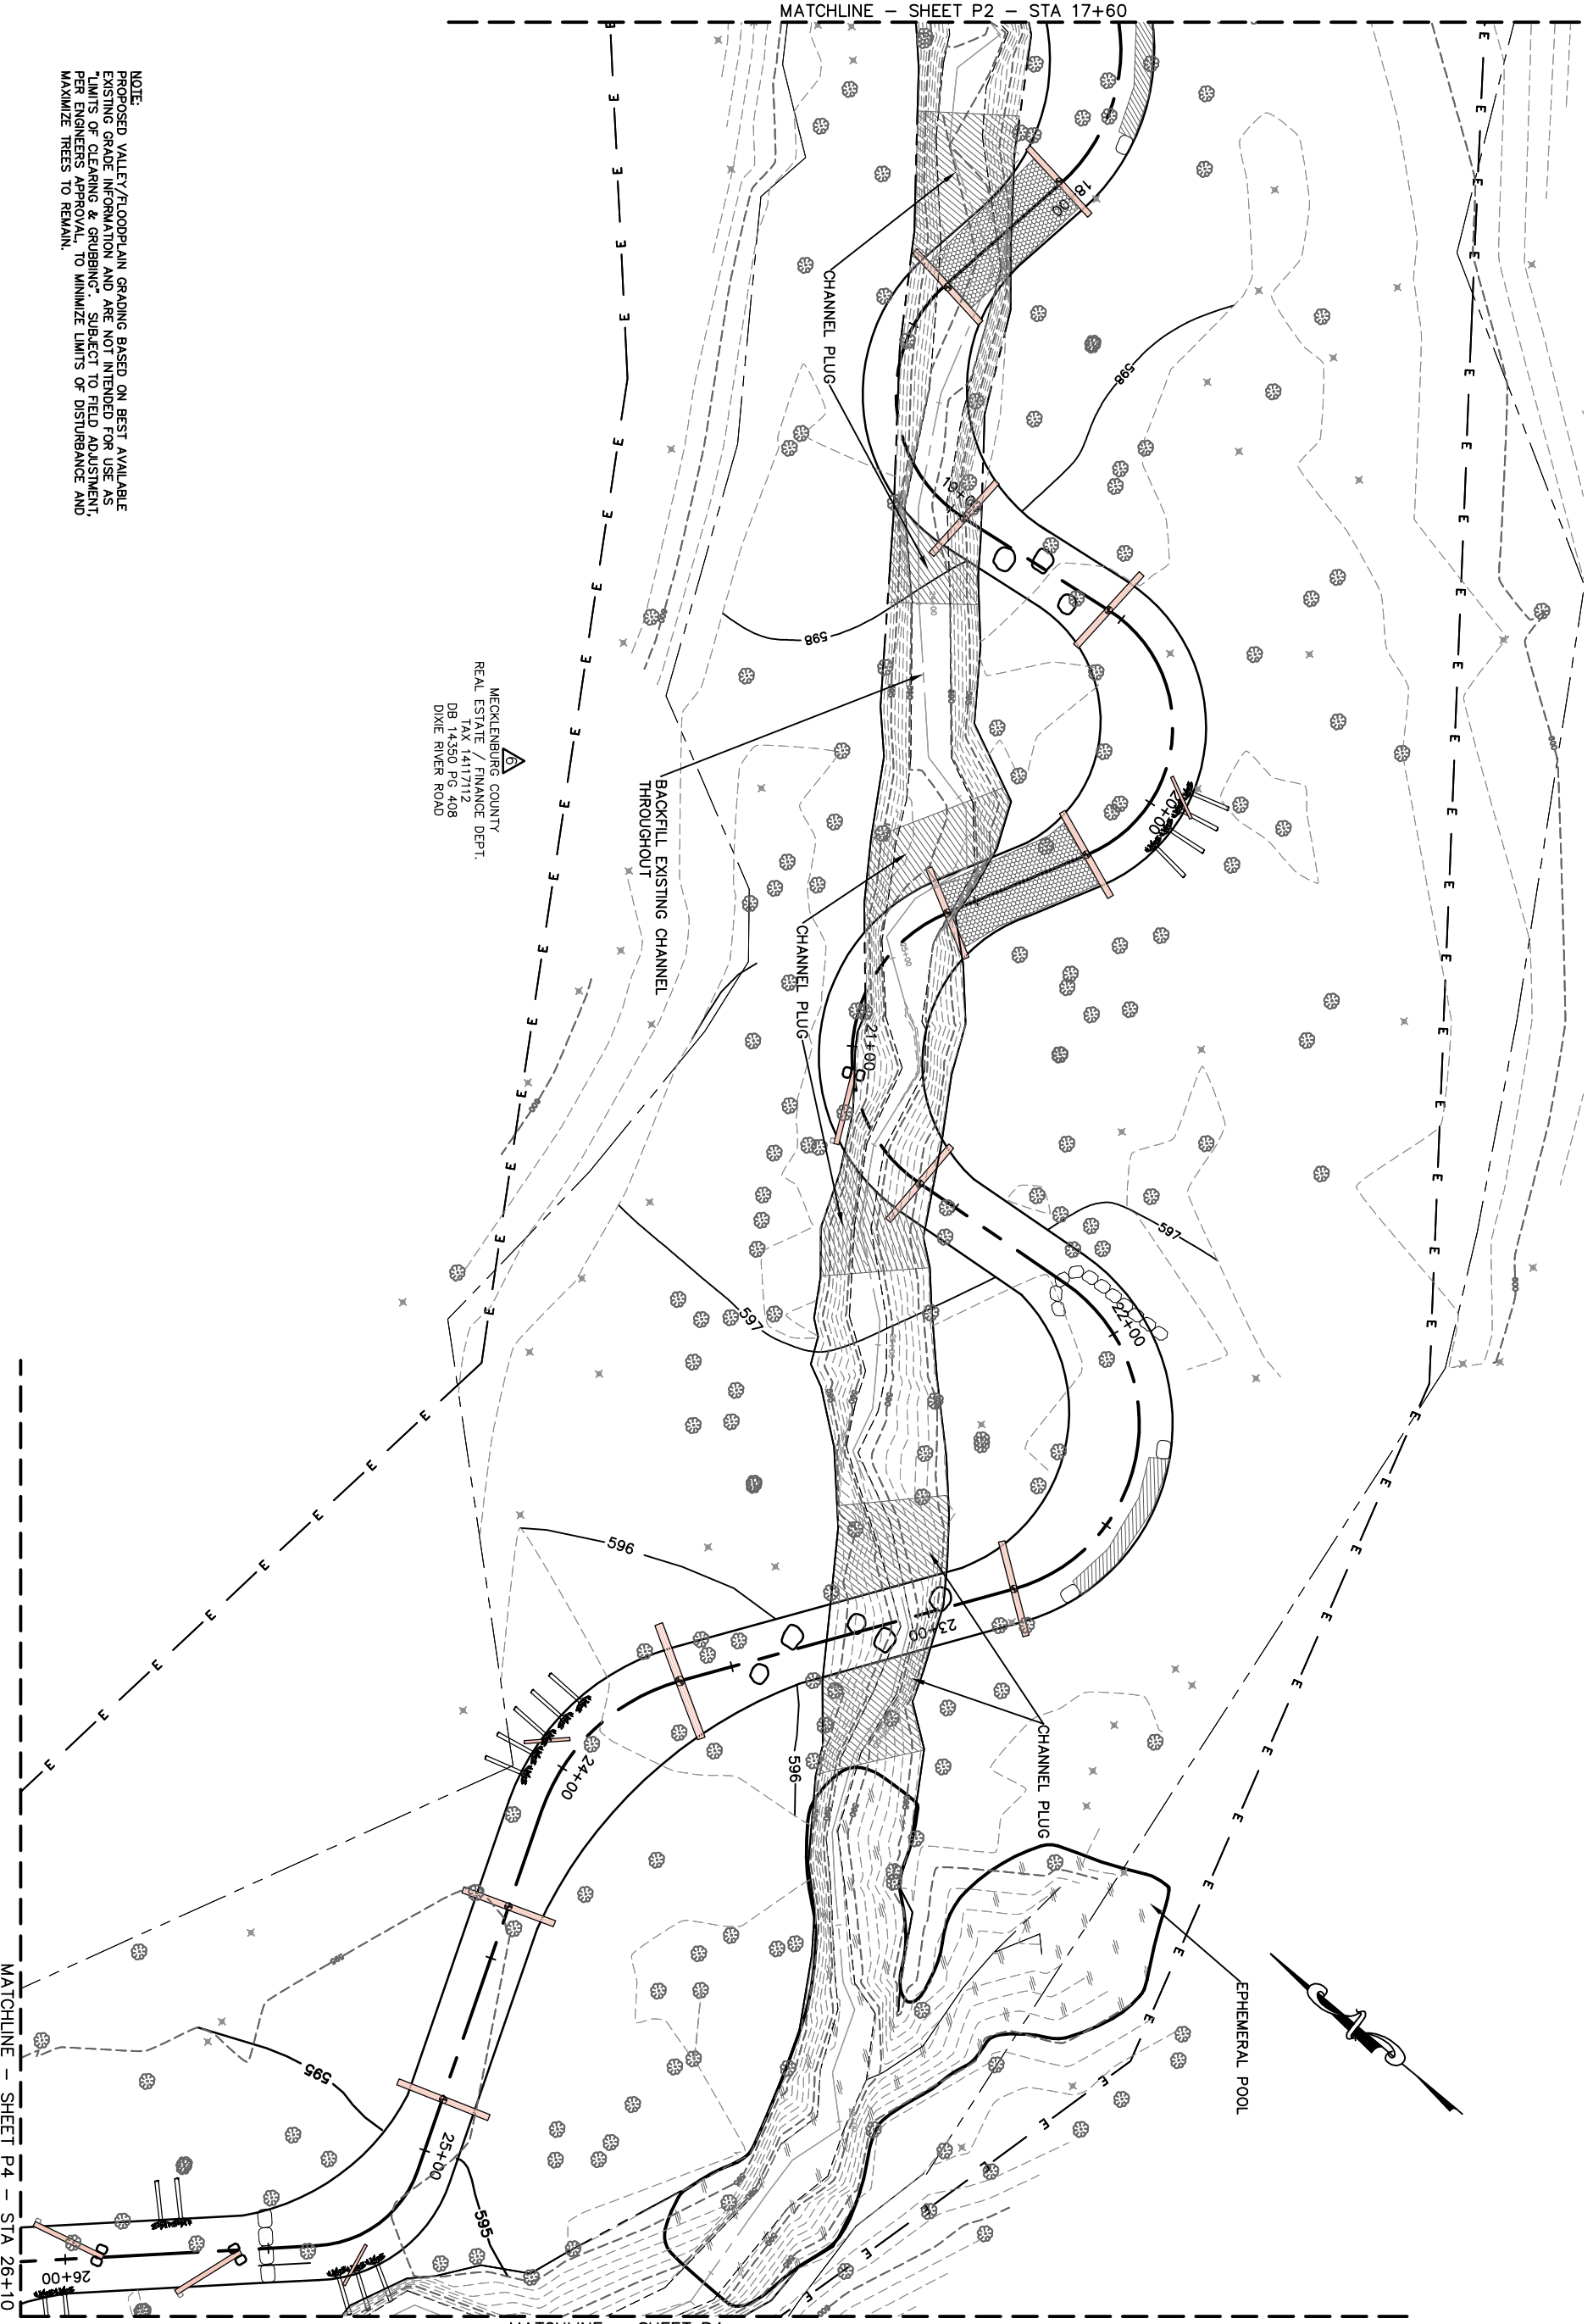 MATCHLINE - SHEET P2 - STA 17+60
NOTE:
PROPOSED VALLEY/FLOODPLAIN GRADING BASED ON BEST AVAILABLE
EXISTING GRADE INFORMATION AND ARE NOT INTENDED FOR USE AS
"LIMITS OF CLEARING & GRUBBING". SUBJECT TO FIELD ADJUSTMENT,
PER ENGINEERS APPROVAL, TO MINIMIZE LIMITS OF DISTURBANCE AND
MAXIMIZE TREES TO REMAIN.
18
00
CHANNEL PLUG
598
598
6
MECKLENBURG COUNTY
REAL ESTATE / FINANCE DEPT.
TAX 14117112
DB 14350 PG 408
DIXIE RIVER ROAD
BACKFILL EXISTING CHANNEL
THROUGHOUT
20+00
CHANNEL PLUG
21+00
597
597
22+00
596
23+00
596
CHANNEL PLUG
24+00
EPHEMERAL POOL
595
25+00
595
26+00
MATCHLINE - SHEET P4 - STA 26+10